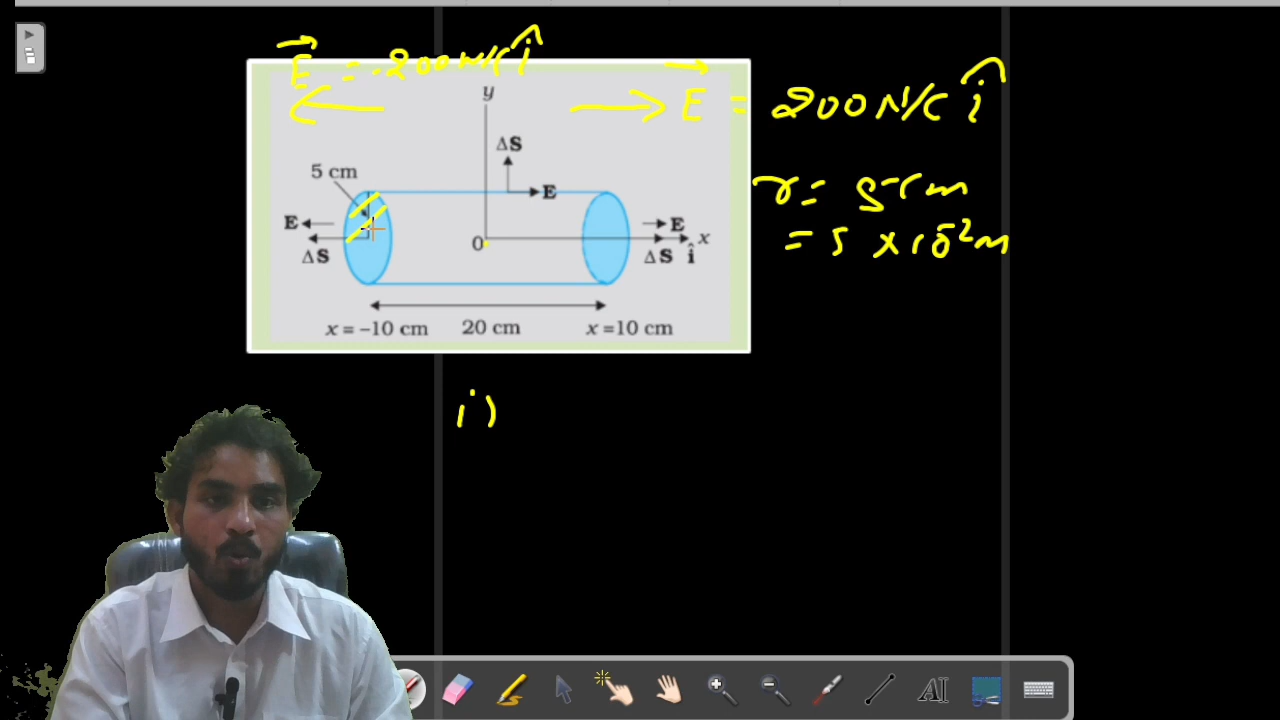 E = -200 N/C î
E = 200 N/C î
y
ΔS
5 cm
E
r = 5 cm
E
E
x
0
= 5 × 10⁻² m
ΔS
ΔS î
x = –10 cm
20 cm
x =10 cm
i)
AI